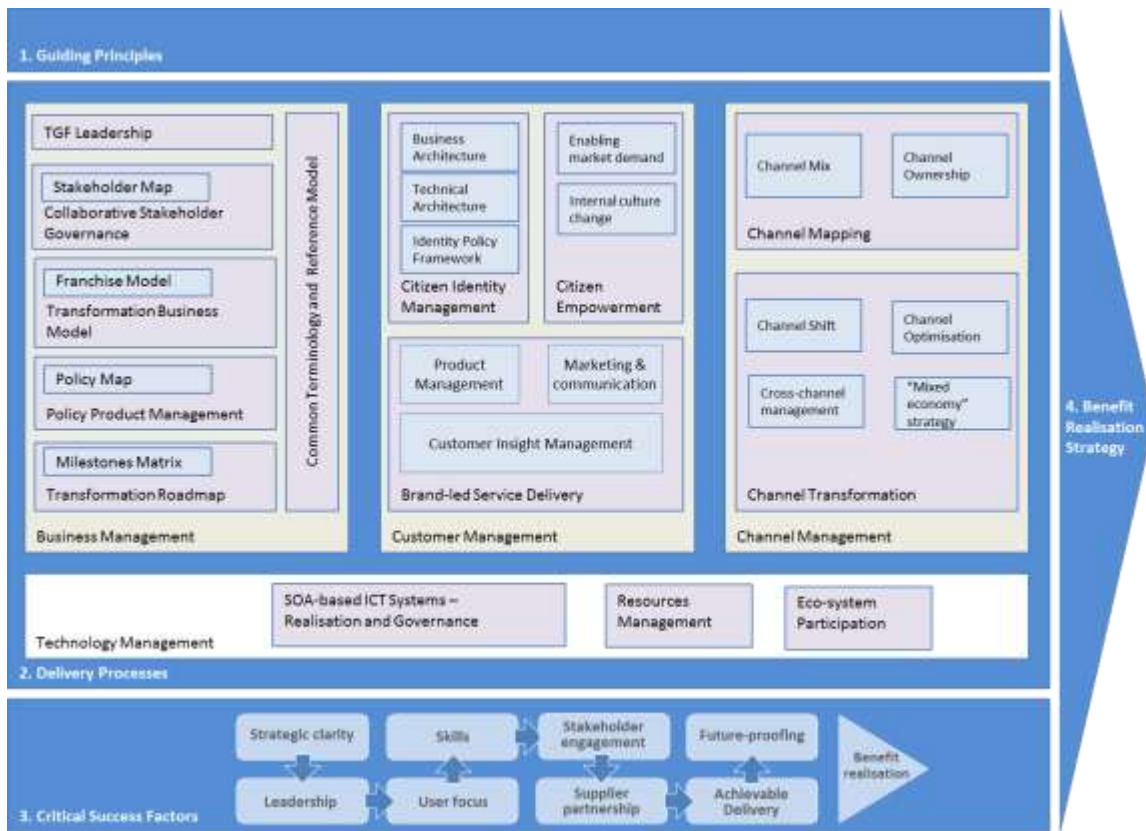 1. Guiding Principles
TGF Leadership
Stakeholder Map
Collaborative Stakeholder
Governance
Franchise Model
Transformation Business
Model
Policy Map
Policy Product Management
Milestones Matrix
Transformation Roadmap
Common Terminology and Reference Model
Business Management
Business
Architecture
Technical
Architecture
Identity Policy
Framework
Citizen Identity
Management
Enabling
market demand
Internal culture
change
Citizen
Empowerment
Product
Management
Marketing &
communication
Customer Insight Management
Brand-led Service Delivery
Customer Management
Channel Mix
Channel
Ownership
Channel Mapping
Channel Shift
Channel
Optimisation
Cross-channel
management
"Mixed
economy"
strategy
Channel Transformation
Channel Management
SOA-based ICT Systems –
Realisation and Governance
Resources
Management
Eco-system
Participation
Technology Management
2. Delivery Processes
Strategic clarity
Leadership
User focus
Skills
Stakeholder
engagement
Supplier
partnership
Achievable
Delivery
Future-proofing
Benefit
realisation
3. Critical Success Factors
4. Benefit
Realisation
Strategy